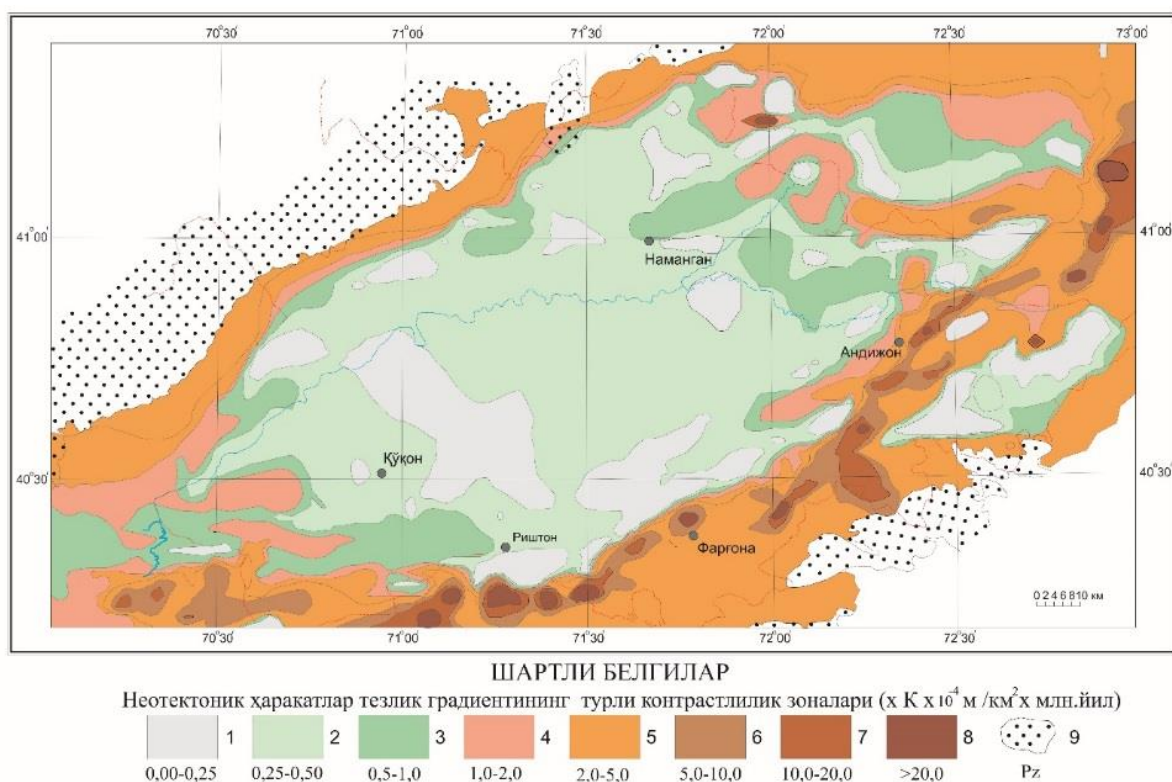 70°30' 71°00' 71°30' 72°00' 72°30' 73°00'
41°00' 41°00'
Наманган
Андижон
Қўқон
40°30' 40°30'
Риштон
Фарғона
0 2 4 6 8 10 км
70°30' 71°00' 71°30' 72°00' 72°30'
ШАРТЛИ БЕЛГИЛАР
Неотектоник ҳаракатлар тезлик градиентининг турли контрастлилик зоналари (x K x 10⁻⁴ м /км² x млн.йил)
1 2 3 4 5 6 7 8 9
0,00-0,25 0,25-0,50 0,5-1,0 1,0-2,0 2,0-5,0 5,0-10,0 10,0-20,0 >20,0 Pz